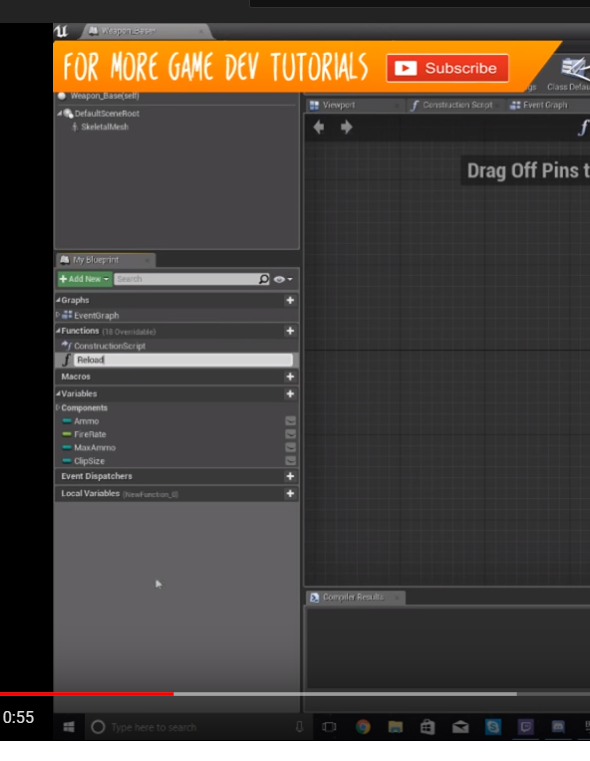 Weapon_Base*
FOR MORE GAME DEV TUTORIALS
Subscribe
Class Defau
Weapon_Base(self)
DefaultSceneRoot
SkeletalMesh
Viewport
Construction Script
Event Graph
Drag Off Pins t
My Blueprint
+Add New
Search
Graphs
EventGraph
Functions (18 Overridable)
ConstructionScript
Reload
Macros
Variables
Components
Ammo
FireRate
MaxAmmo
ClipSize
Event Dispatchers
Local Variables (NewFunction_0)
Compiler Results
0:55
Type here to search